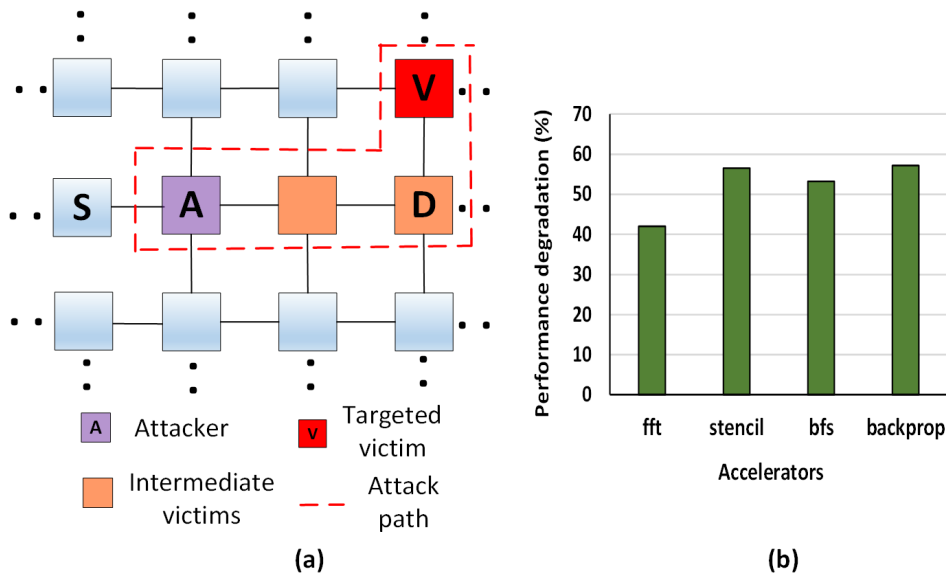 V
S
A
D
A
Attacker
V
Targeted
victim
Intermediate
victims
Attack
path
(a)
Performance degradation (%)
70
60
50
40
30
20
10
0
fft stencil bfs backprop
Accelerators
(b)